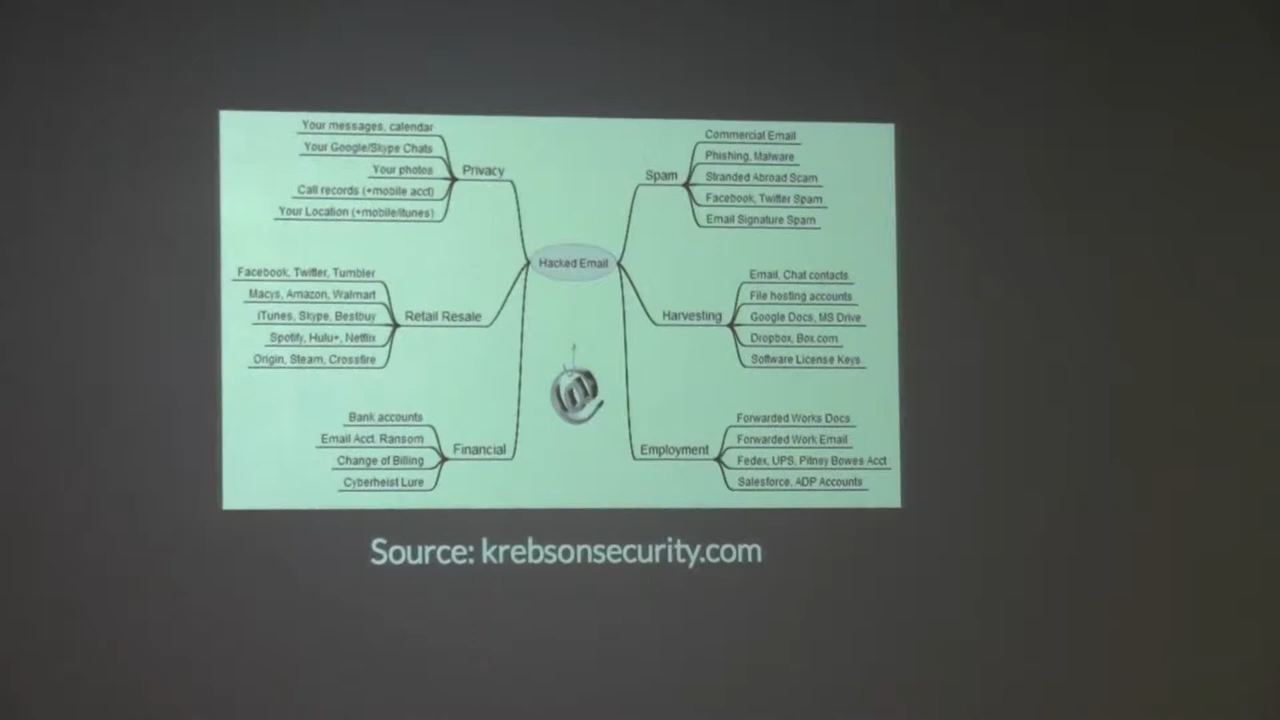 Your messages, calendar
Your Google/Skype Chats
Your photos
Call records (+mobile acct)
Your Location (+mobile/itunes)
Privacy
Facebook, Twitter, Tumbler
Macys, Amazon, Walmart
iTunes, Skype, Bestbuy
Spotify, Hulu+, Netflix
Origin, Steam, Crossfire
Retail Resale
Bank accounts
Email Acct. Ransom
Change of Billing
Cyberheist Lure
Financial
Hacked Email
Spam
Commercial Email
Phishing, Malware
Stranded Abroad Scam
Facebook, Twitter Spam
Email Signature Spam
Harvesting
Email, Chat contacts
File hosting accounts
Google Docs, MS Drive
Dropbox, Box.com
Software License Keys
Employment
Forwarded Works Docs
Forwarded Work Email
Fedex, UPS, Pitney Bowes Acct
Salesforce, ADP Accounts
@
Source: krebsonsecurity.com